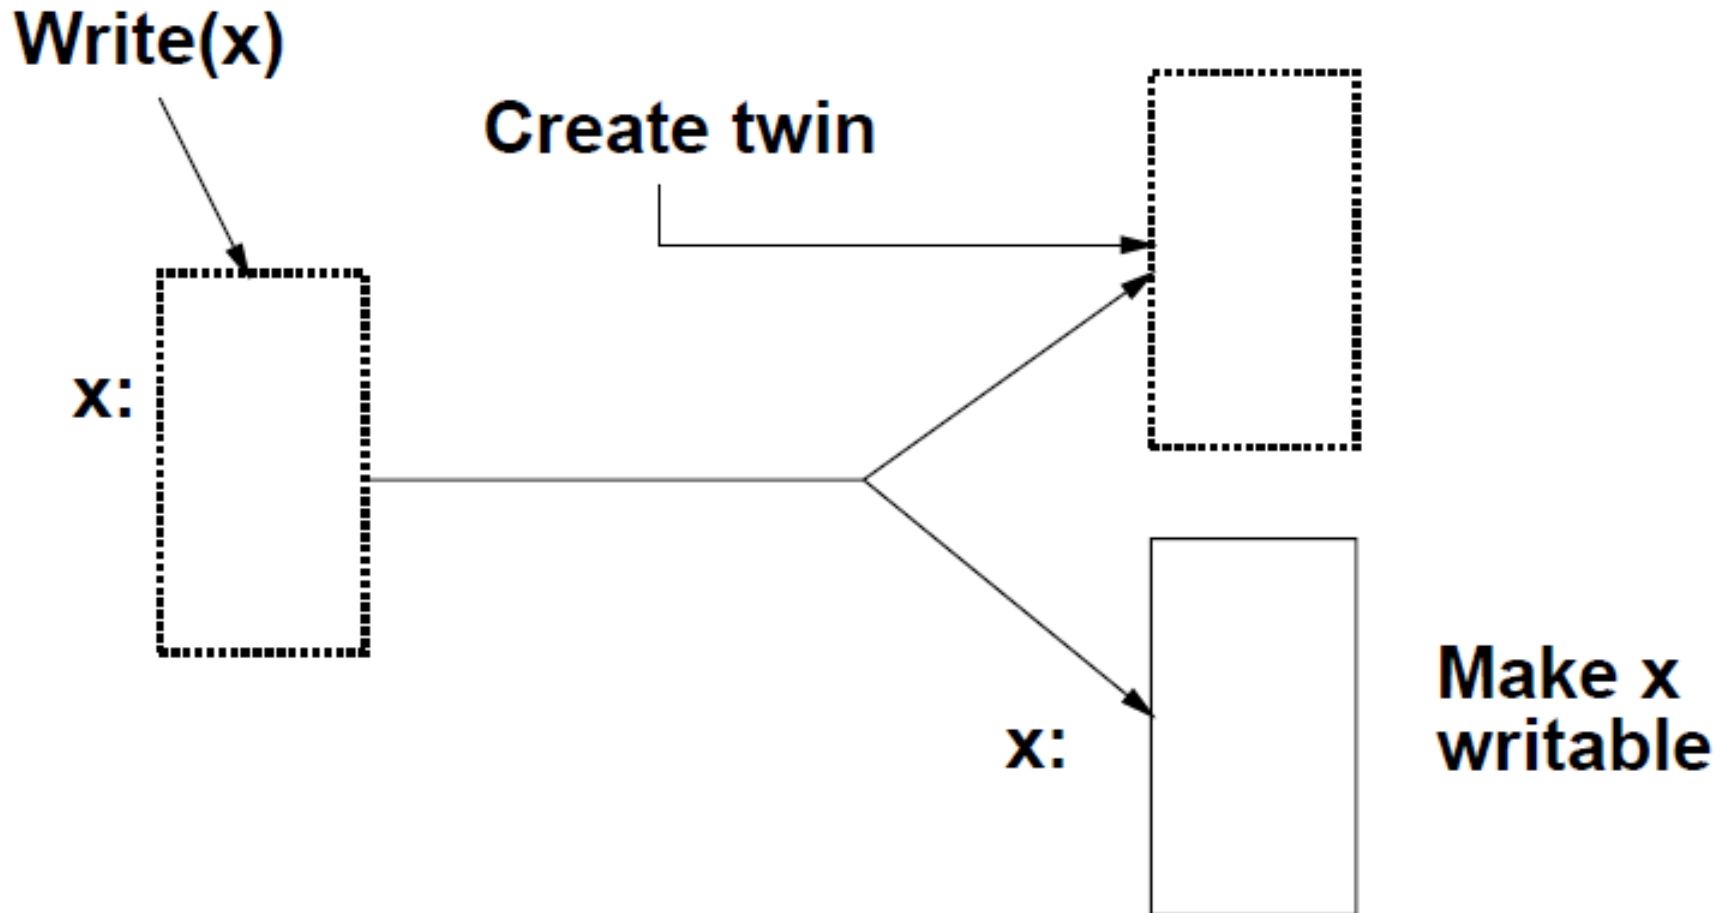 Write(x)
Create twin
x:
x:
Make x
writable